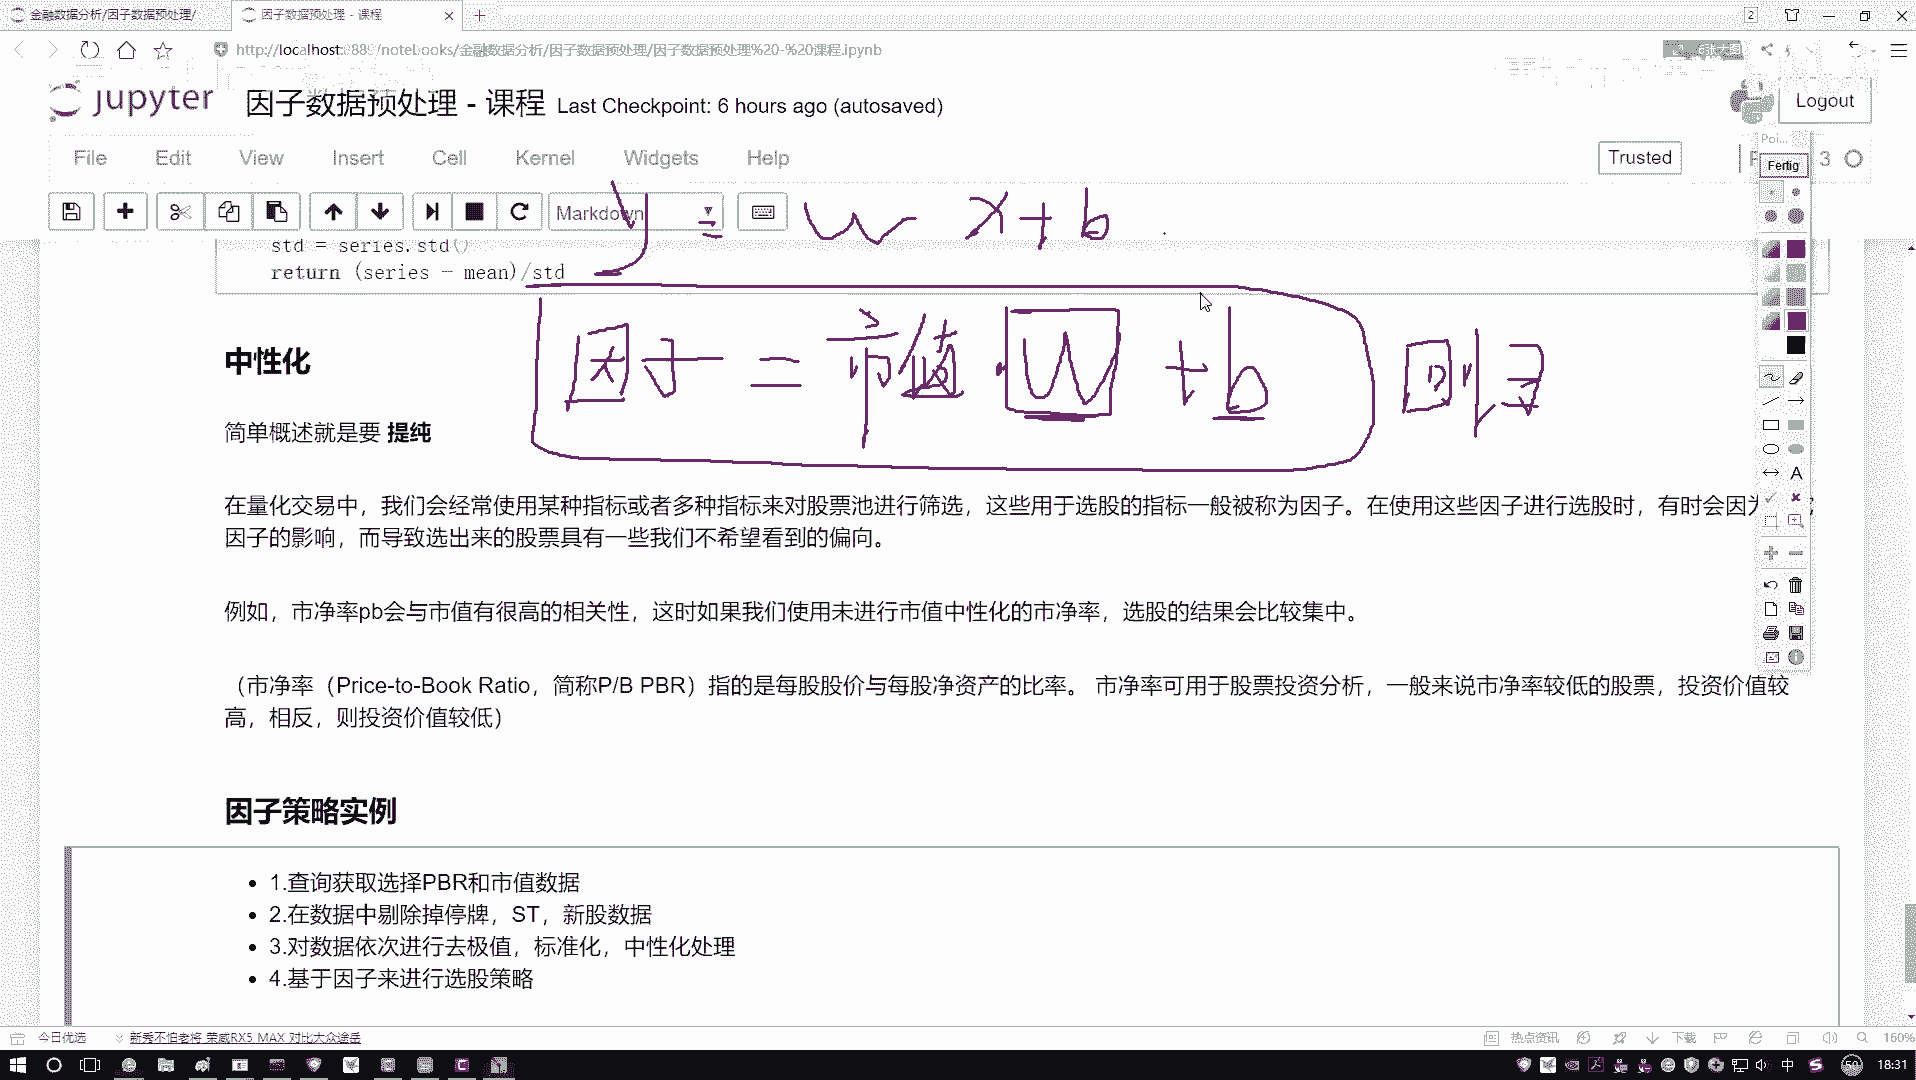 金融数据分析/因子数据预处理/
因子数据预处理 - 课程
2
http://localhost:888 /notebooks/金融数据分析/因子数据预处理/因子数据预处理%20-%20课程.ipynb
6张大图
jupyter
因子数据预处理 - 课程 Last Checkpoint: 6 hours ago (autosaved)
Logout
File Edit View Insert Cell Kernel Widgets Help
Trusted
3
Fertig
Markdown
y = w x + b
std = series.std()
return (series - mean)/std
因子 = 市值 · W + b
回归
中性化
简单概述就是要 提纯
在量化交易中，我们会经常使用某种指标或者多种指标来对股票池进行筛选，这些用于选股的指标一般被称为因子。在使用这些因子进行选股时，有时会因为
因子的影响，而导致选出来的股票具有一些我们不希望看到的偏向。
例如，市净率pb会与市值有很高的相关性，这时如果我们使用未进行市值中性化的市净率，选股的结果会比较集中。
（市净率（Price-to-Book Ratio，简称P/B PBR）指的是每股股价与每股净资产的比率。 市净率可用于股票投资分析，一般来说市净率较低的股票，投资价值较
高，相反，则投资价值较低）
因子策略实例
1.查询获取选择PBR和市值数据
2.在数据中剔除掉停牌，ST，新股数据
3.对数据依次进行去极值，标准化，中性化处理
4.基于因子来进行选股策略
今日优选
新秀不怕老将 荣威RX5 MAX 对比大众途岳
热点资讯
下载
160%
中
18:31